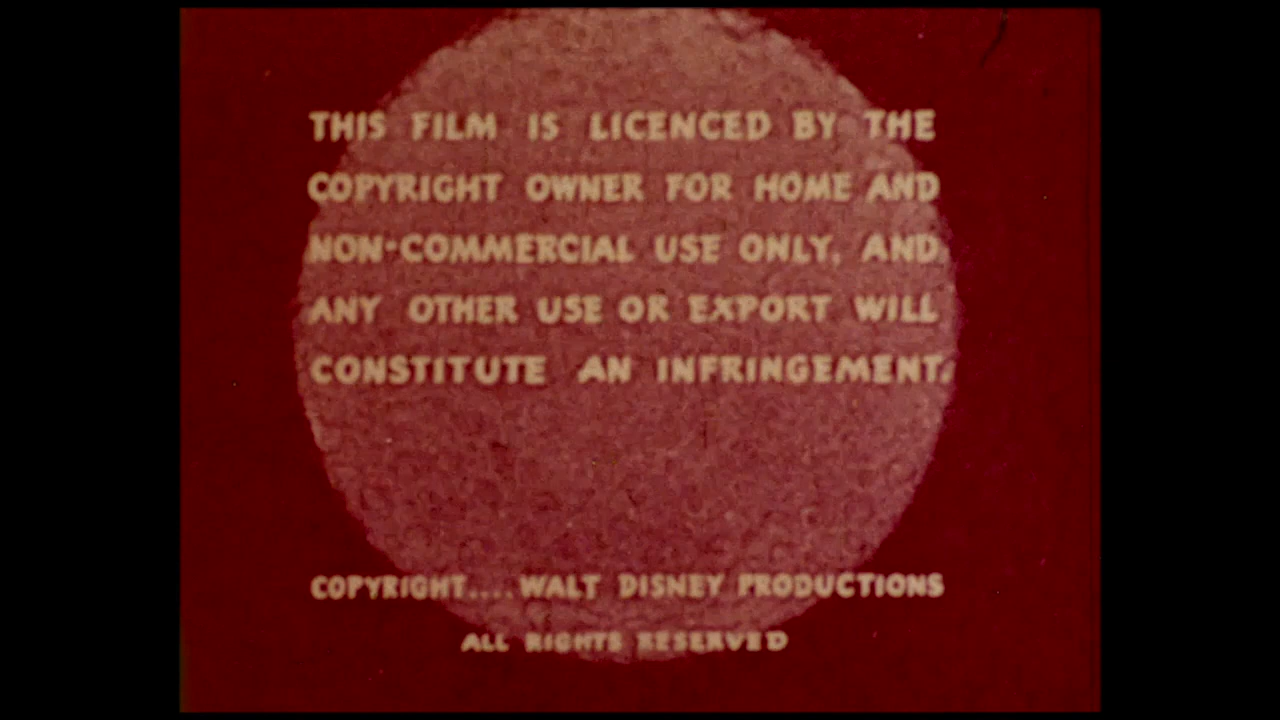 THIS FILM IS LICENCED BY THE
COPYRIGHT OWNER FOR HOME AND
NON-COMMERCIAL USE ONLY, AND
ANY OTHER USE OR EXPORT WILL
CONSTITUTE AN INFRINGEMENT.
COPYRIGHT....WALT DISNEY PRODUCTIONS
ALL RIGHTS RESERVED